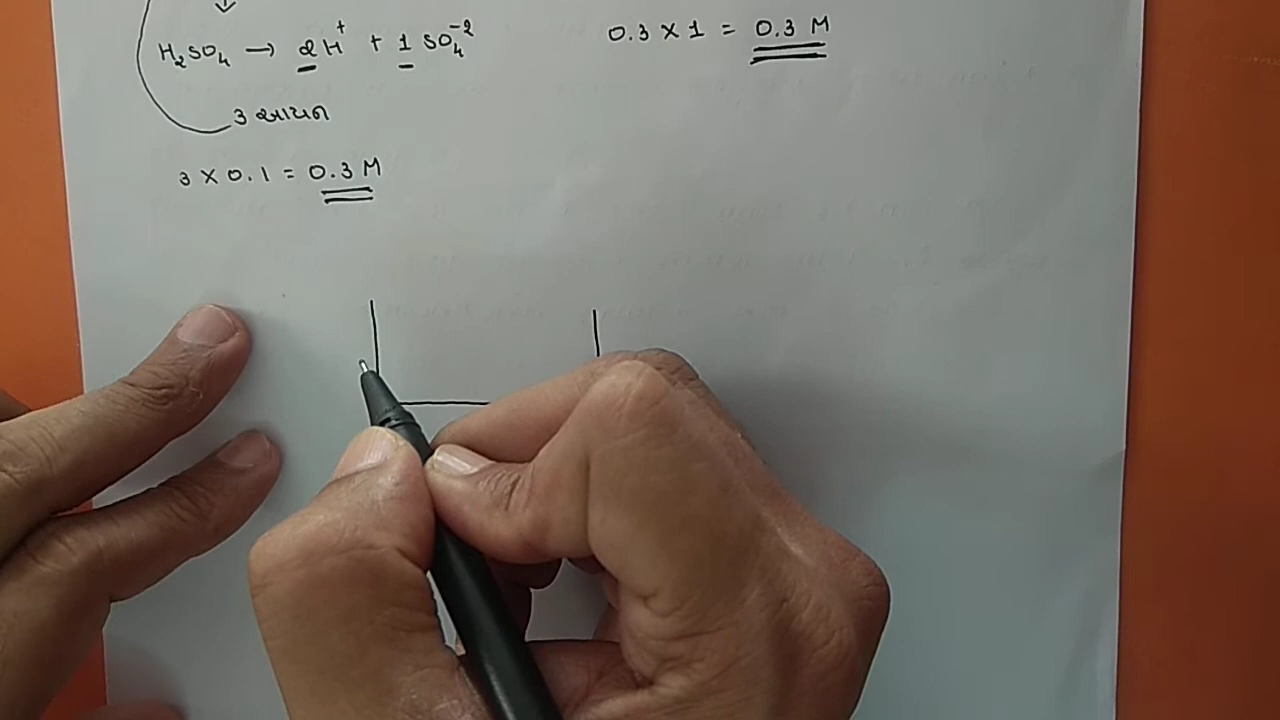 H₂SO₄ → 2H⁺ + 1 SO₄⁻²
0.3 × 1 = 0.3 M
3 આયન
3 × 0.1 = 0.3 M